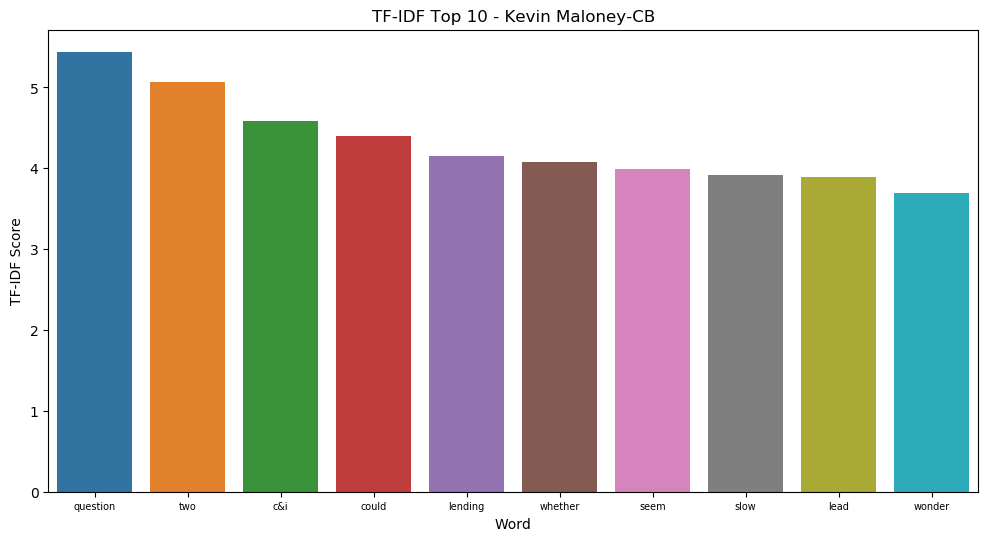 TF-IDF Top 10 - Kevin Maloney-CB
TF-IDF Score
5
4
3
2
1
0
question two c&i could lending whether seem slow lead wonder
Word